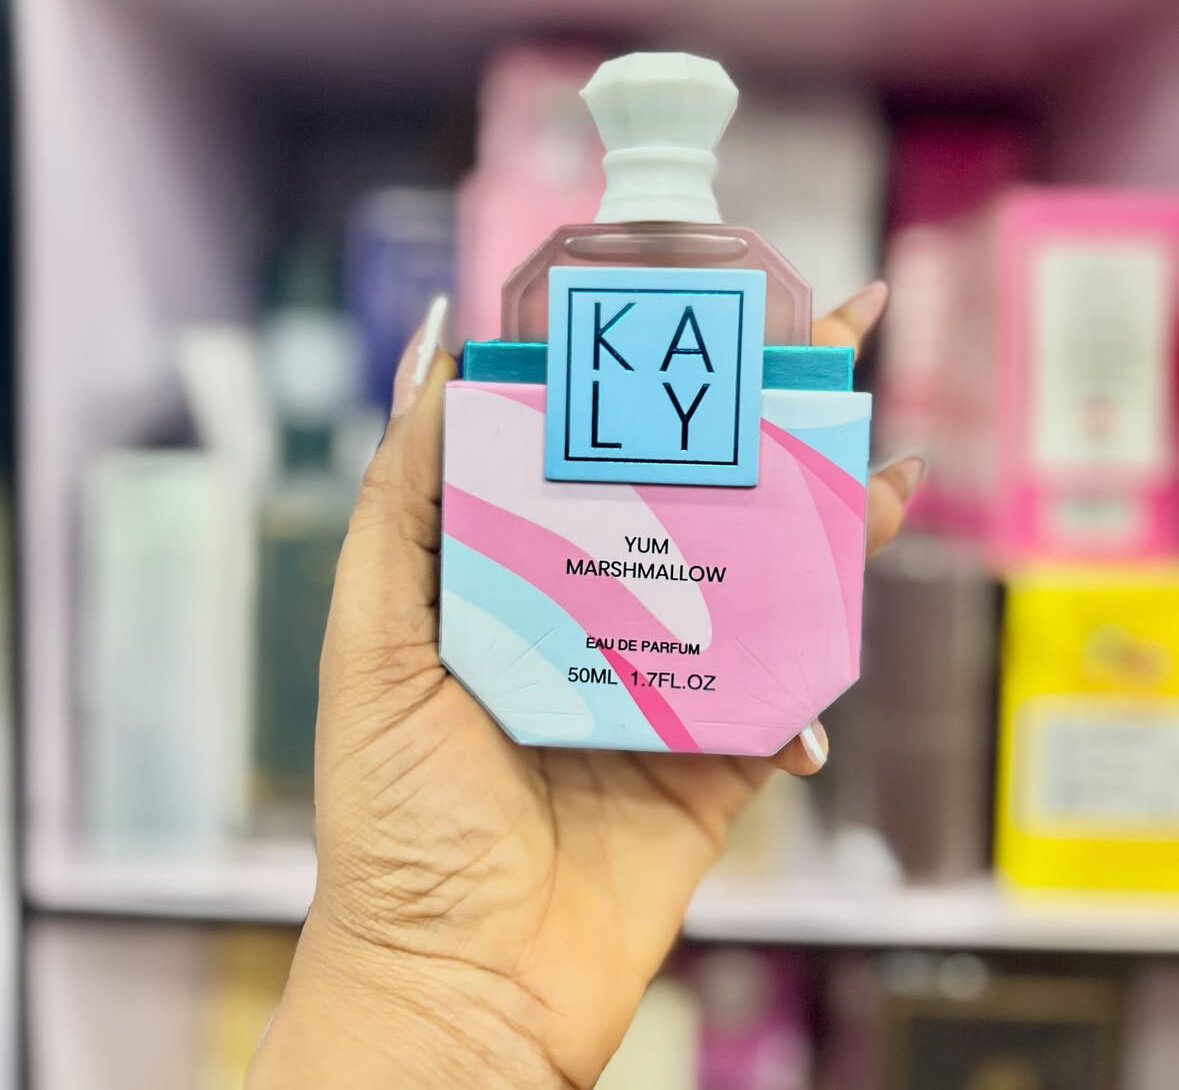 KA
LY
YUM
MARSHMALLOW
EAU DE PARFUM
50ML 1.7FL.OZ